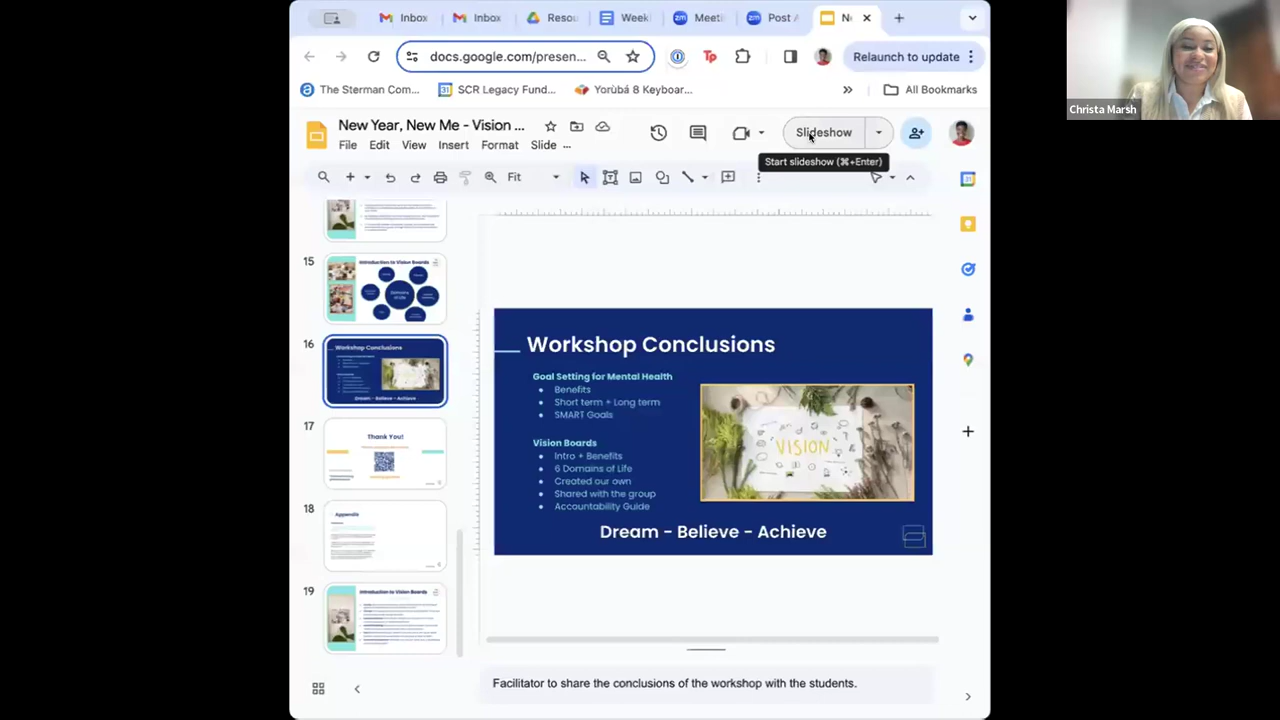 Inbox
Inbox
Resou
Week
Meeti
Post A
N
docs.google.com/presen...
Tp
Relaunch to update
The Sterman Com...
SCR Legacy Fund...
Yorùbá 8 Keyboar...
»
All Bookmarks
Christa Marsh
New Year, New Me - Vision ...
File
Edit
View
Insert
Format
Slide
...
Slideshow
Start slideshow (⌘+Enter)
Fit
15
Introduction to Vision Boards
16
Workshop Conclusions
Dream - Believe - Achieve
17
Thank You!
18
Appendix
19
Introduction to Vision Boards
Workshop Conclusions
Goal Setting for Mental Health
● Benefits
● Short term + Long term
● SMART Goals
Vision Boards
● Intro + Benefits
● 6 Domains of Life
● Created our own
● Shared with the group
● Accountability Guide
VISION
Dream - Believe - Achieve
Facilitator to share the conclusions of the workshop with the students.